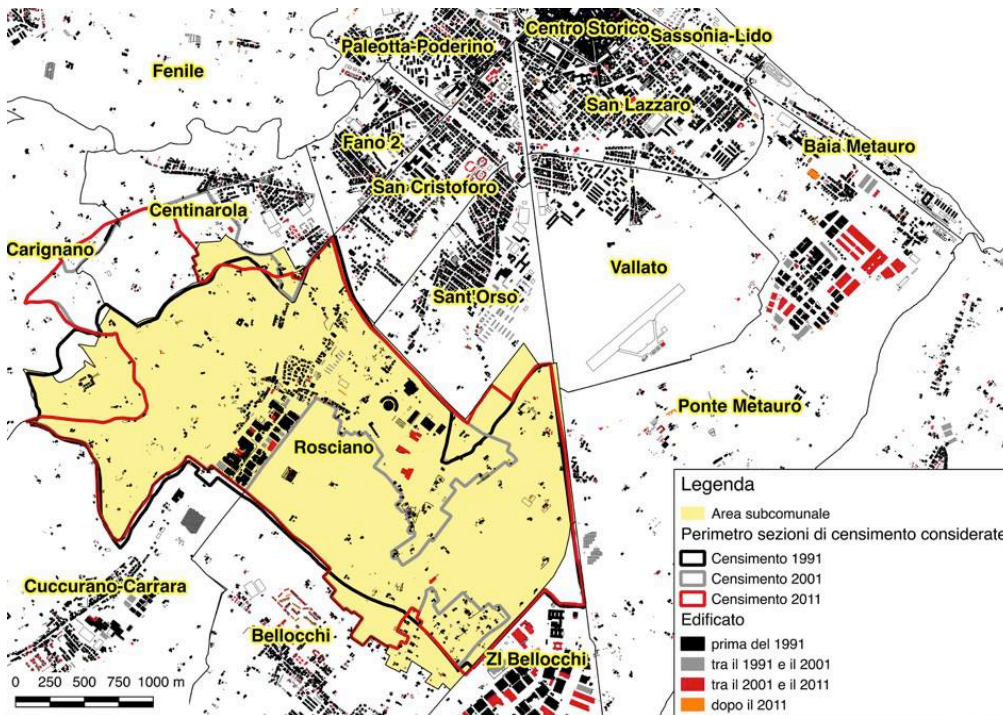 Centro Storico
Sassonia-Lido
Paleotta-Poderino
Fenile
San Lazzaro
Fano 2
Baia Metauro
San Cristoforo
Centinarola
Carignano
Vallato
Sant'Orso
Ponte Metauro
Rosciano
Cuccurano-Carrara
Bellocchi
ZI Bellocchi
0 250 500 750 1000 m
Legenda
Area subcomunale
Perimetro sezioni di censimento considerate
Censimento 1991
Censimento 2001
Censimento 2011
Edificato
prima del 1991
tra il 1991 e il 2001
tra il 2001 e il 2011
dopo il 2011